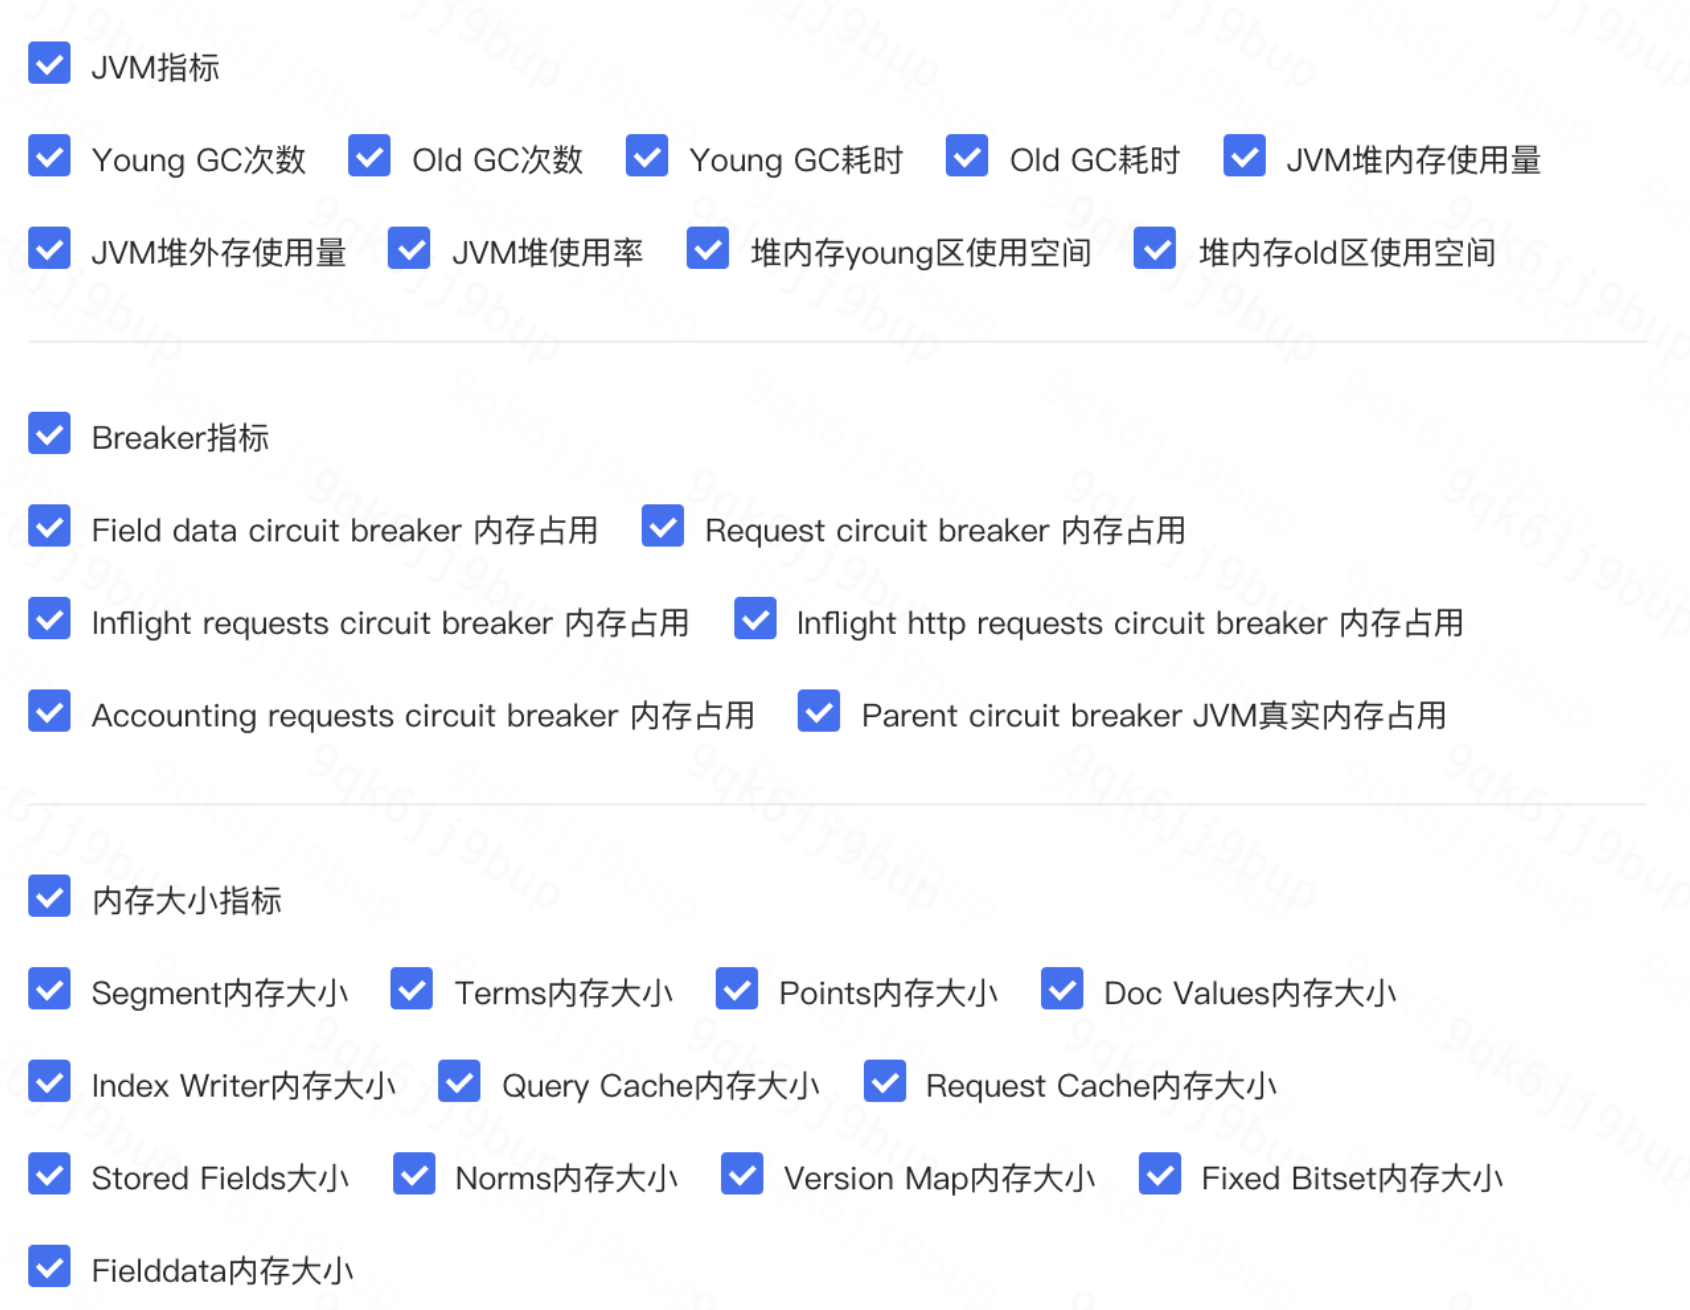 JVM指标
Young GC次数 Old GC次数 Young GC耗时 Old GC耗时 JVM堆内存使用量
JVM堆外存使用量 JVM堆使用率 堆内存young区使用空间 堆内存old区使用空间
Breaker指标
Field data circuit breaker 内存占用 Request circuit breaker 内存占用
Inflight requests circuit breaker 内存占用 Inflight http requests circuit breaker 内存占用
Accounting requests circuit breaker 内存占用 Parent circuit breaker JVM真实内存占用
内存大小指标
Segment内存大小 Terms内存大小 Points内存大小 Doc Values内存大小
Index Writer内存大小 Query Cache内存大小 Request Cache内存大小
Stored Fields大小 Norms内存大小 Version Map内存大小 Fixed Bitset内存大小
Fielddata内存大小